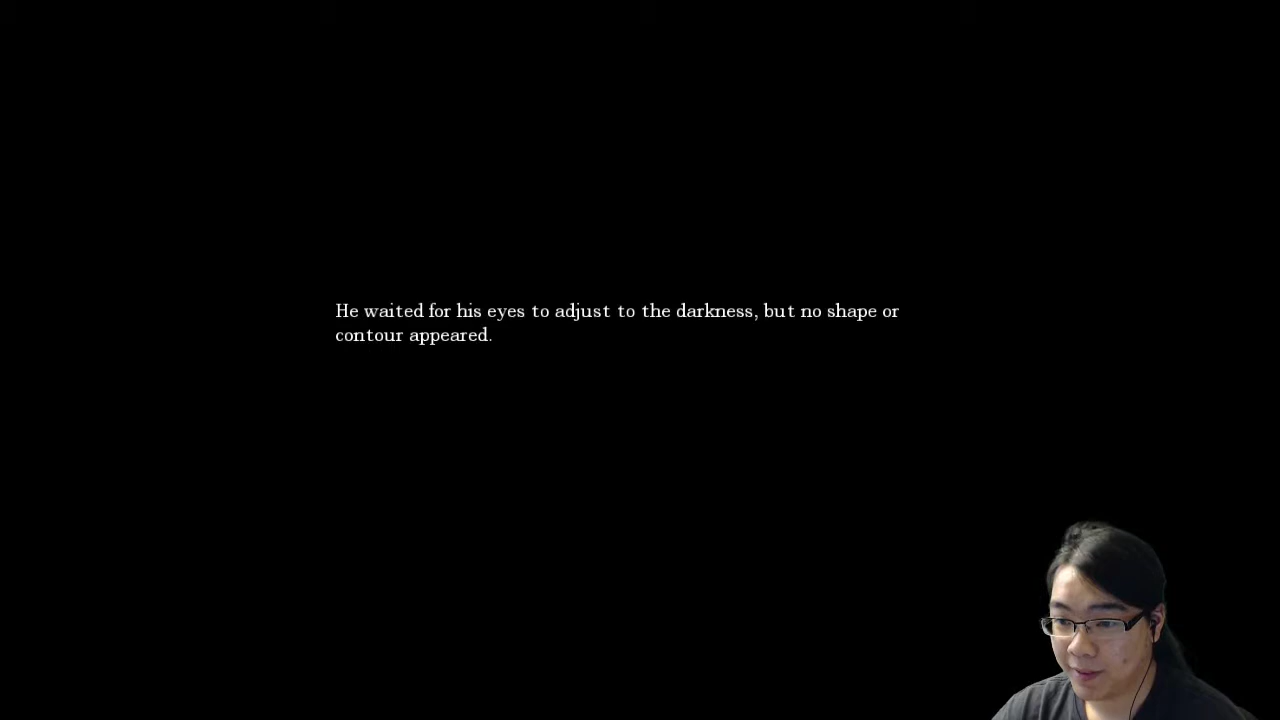 He waited for his eyes to adjust to the darkness, but no shape or
contour appeared.